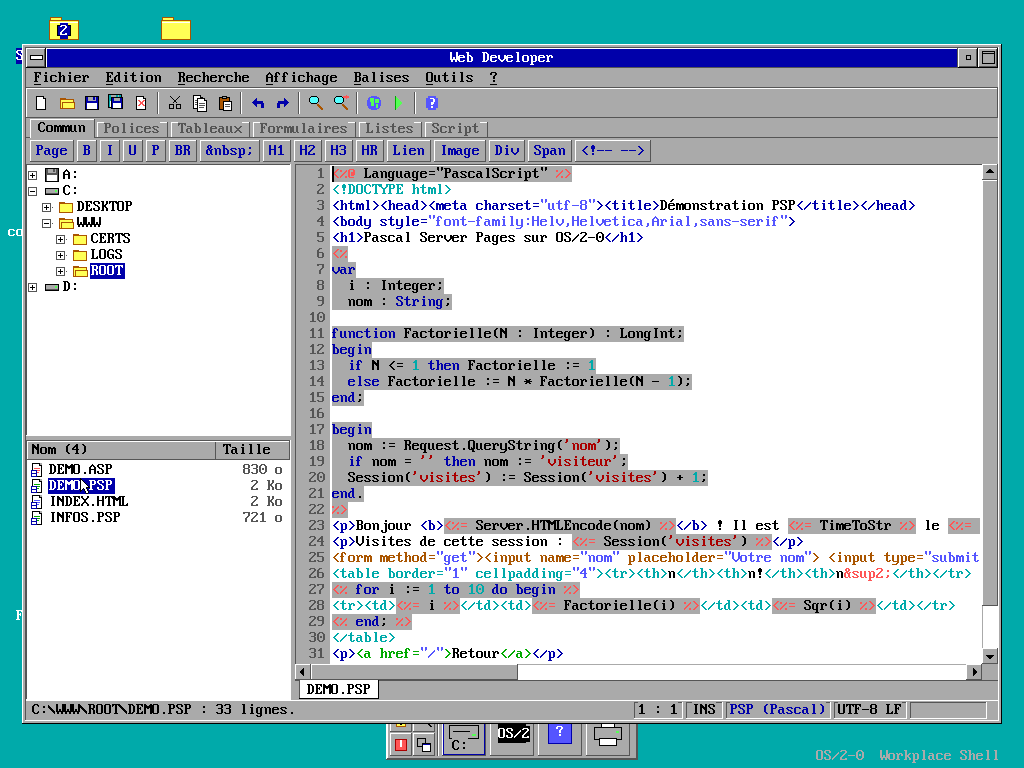 2
Web Developer
Fichier Edition Recherche Affichage Balises Outils ?
Commun Polices Tableaux Formulaires Listes Script
Page B I U P BR &nbsp; H1 H2 H3 HR Lien Image Div Span <!-- -->
A:
C:
DESKTOP
WWW
CERTS
LOGS
ROOT
D:
Nom (4) Taille
DEMO.ASP 830 o
DEMO.PSP 2 Ko
INDEX.HTML 2 Ko
INFOS.PSP 721 o
1 <%@ Language="PascalScript" %>
2 <!DOCTYPE html>
3 <html><head><meta charset="utf-8"><title>Démonstration PSP</title></head>
4 <body style="font-family:Helv,Helvetica,Arial,sans-serif">
5 <h1>Pascal Server Pages sur OS/2-0</h1>
6 <%
7 var
8 i : Integer;
9 nom : String;
10
11 function Factorielle(N : Integer) : LongInt;
12 begin
13 if N <= 1 then Factorielle := 1
14 else Factorielle := N * Factorielle(N - 1);
15 end;
16
17 begin
18 nom := Request.QueryString('nom');
19 if nom = '' then nom := 'visiteur';
20 Session('visites') := Session('visites') + 1;
21 end.
22 %>
23 <p>Bonjour <b><%= Server.HTMLEncode(nom) %></b> ! Il est <%= TimeToStr %> le <%=
24 <p>Visites de cette session : <%= Session('visites') %></p>
25 <form method="get"><input name="nom" placeholder="Votre nom"> <input type="submit
26 <table border="1" cellpadding="4"><tr><th>n</th><th>n!</th><th>n&sup2;</th></tr>
27 <% for i := 1 to 10 do begin %>
28 <tr><td><%= i %></td><td><%= Factorielle(i) %></td><td><%= Sqr(i) %></td></tr>
29 <% end; %>
30 </table>
31 <p><a href="/">Retour</a></p>
DEMO.PSP
C:\WWW\ROOT\DEMO.PSP : 33 lignes. 1 : 1 INS PSP (Pascal) UTF-8 LF
C: OS/2 ?
OS/2-0 Workplace Shell